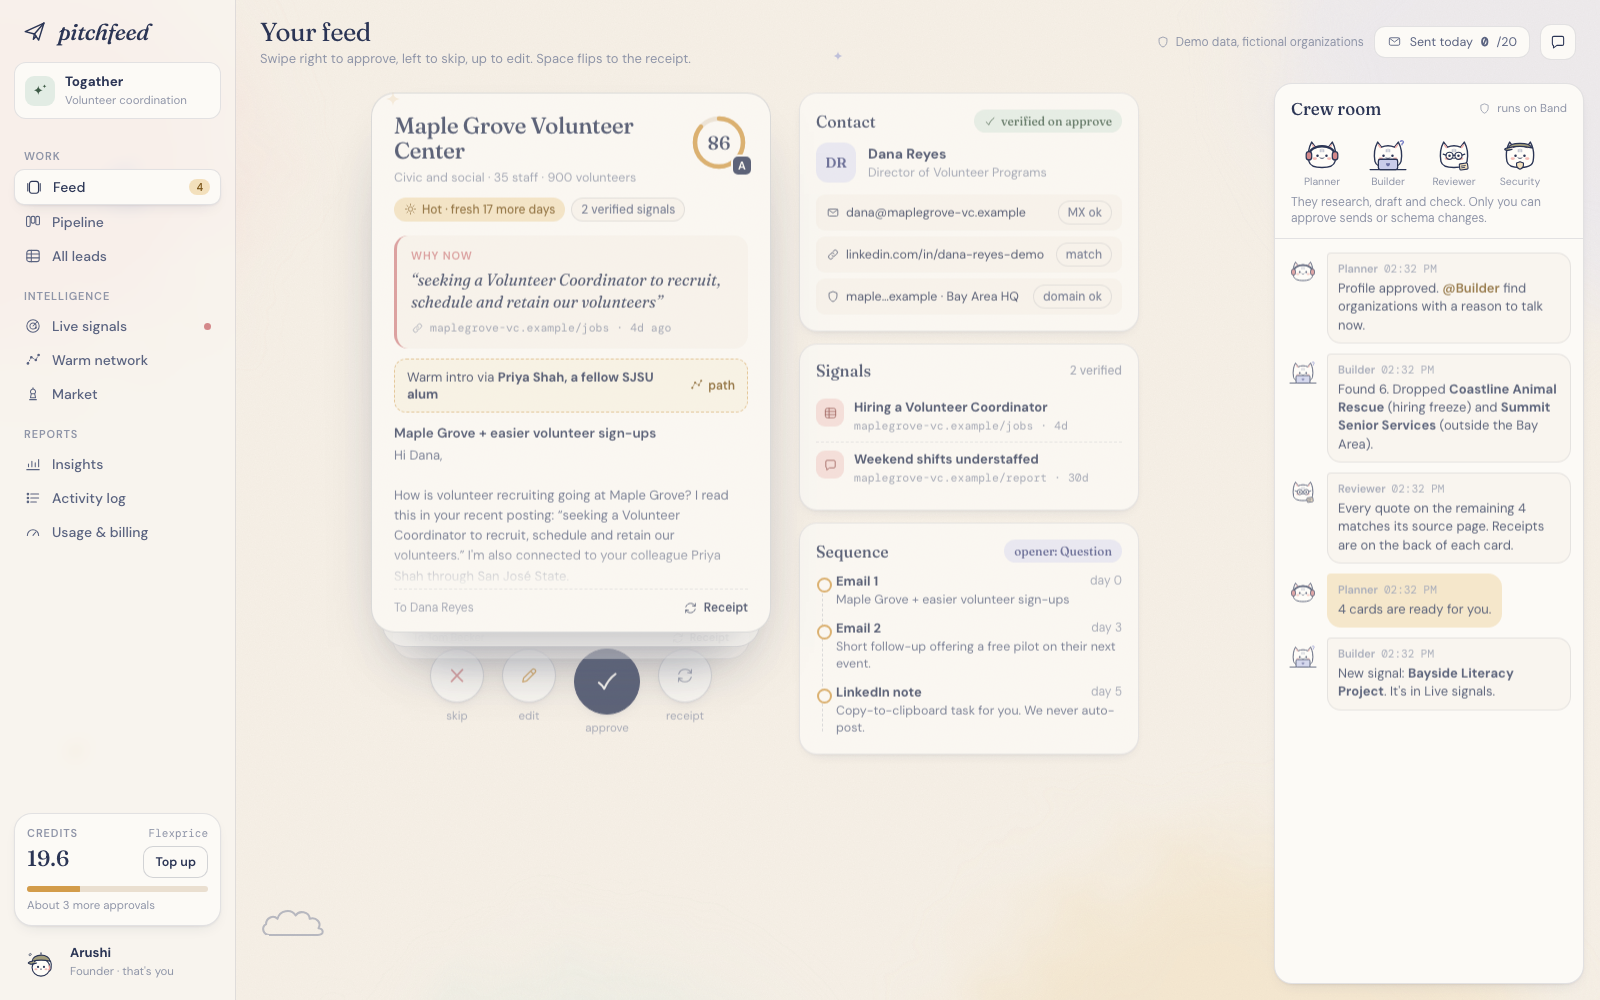 pitchfeed
Togather
Volunteer coordination
WORK
Feed
4
Pipeline
All leads
INTELLIGENCE
Live signals
Warm network
Market
REPORTS
Insights
Activity log
Usage & billing
CREDITS
Flexprice
19.6
Top up
About 3 more approvals
Arushi
Founder · that's you
Your feed
Swipe right to approve, left to skip, up to edit. Space flips to the receipt.
Demo data, fictional organizations
Sent today 0 /20
Maple Grove Volunteer
Center
86
A
Civic and social · 35 staff · 900 volunteers
Hot · fresh 17 more days
2 verified signals
WHY NOW
“seeking a Volunteer Coordinator to recruit,
schedule and retain our volunteers”
maplegrove-vc.example/jobs · 4d ago
Warm intro via Priya Shah, a fellow SJSU
alum
path
Maple Grove + easier volunteer sign-ups
Hi Dana,
How is volunteer recruiting going at Maple Grove? I read
this in your recent posting: “seeking a Volunteer
Coordinator to recruit, schedule and retain our
volunteers.” I'm also connected to your colleague Priya
Shah through San José State.
To Dana Reyes
Receipt
Receipt
skip
edit
approve
receipt
Contact
verified on approve
DR
Dana Reyes
Director of Volunteer Programs
dana@maplegrove-vc.example
MX ok
linkedin.com/in/dana-reyes-demo
match
maple…example · Bay Area HQ
domain ok
Signals
2 verified
Hiring a Volunteer Coordinator
maplegrove-vc.example/jobs · 4d
Weekend shifts understaffed
maplegrove-vc.example/report · 30d
Sequence
opener: Question
Email 1
day 0
Maple Grove + easier volunteer sign-ups
Email 2
day 3
Short follow-up offering a free pilot on their next
event.
LinkedIn note
day 5
Copy-to-clipboard task for you. We never auto-
post.
Crew room
runs on Band
Planner
Builder
Reviewer
Security
They research, draft and check. Only you can
approve sends or schema changes.
Planner 02:32 PM
Profile approved. @Builder find
organizations with a reason to talk
now.
Builder 02:32 PM
Found 6. Dropped Coastline Animal
Rescue (hiring freeze) and Summit
Senior Services (outside the Bay
Area).
Reviewer 02:32 PM
Every quote on the remaining 4
matches its source page. Receipts
are on the back of each card.
Planner 02:32 PM
4 cards are ready for you.
Builder 02:32 PM
New signal: Bayside Literacy
Project. It's in Live signals.